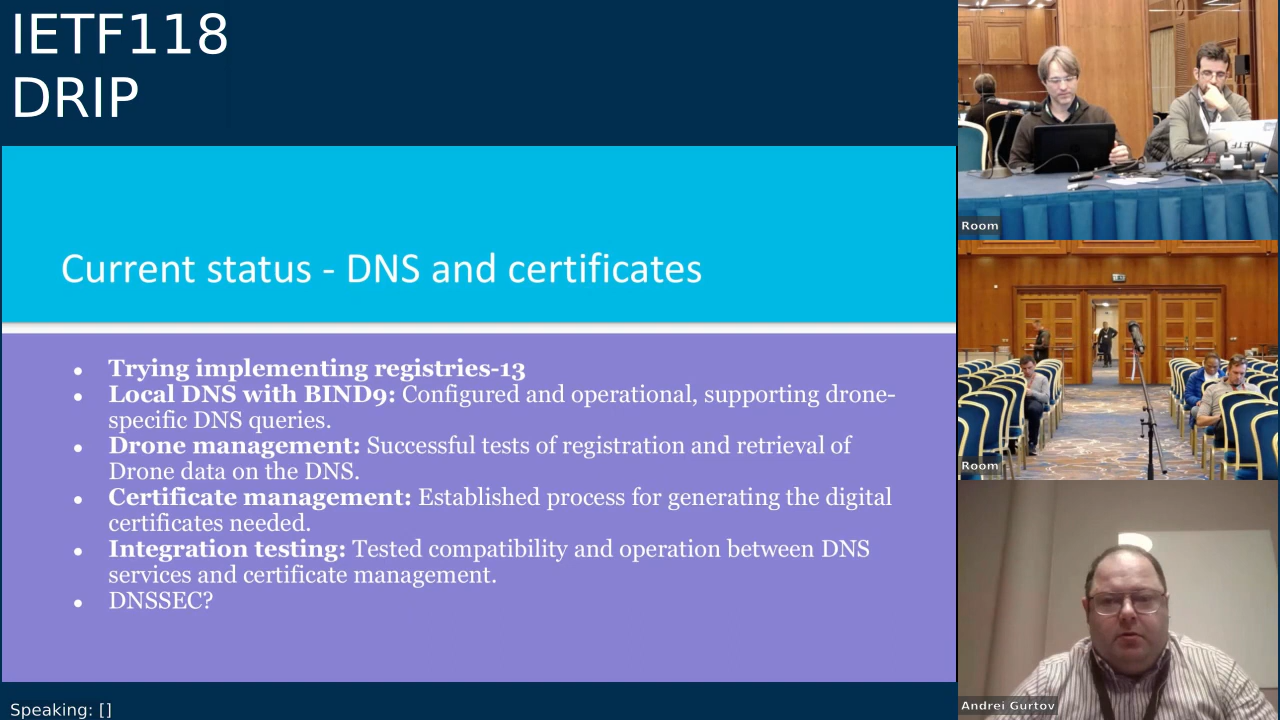 IETF118
DRIP
Current status - DNS and certificates
• Trying implementing registries-13
• Local DNS with BIND9: Configured and operational, supporting drone-
specific DNS queries.
• Drone management: Successful tests of registration and retrieval of
Drone data on the DNS.
• Certificate management: Established process for generating the digital
certificates needed.
• Integration testing: Tested compatibility and operation between DNS
services and certificate management.
• DNSSEC?
Speaking: []
Room
IETF
Room
Andrei Gurtov